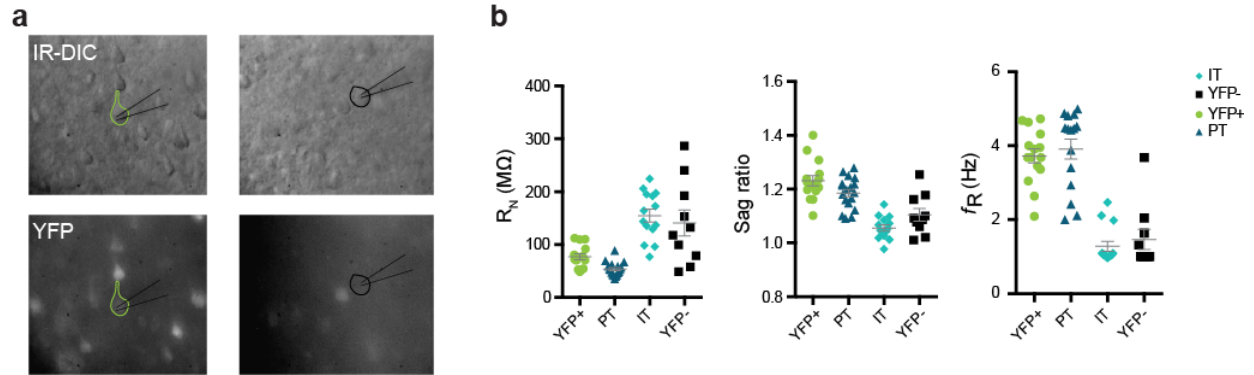 a
IR-DIC
YFP
b
R_N (MΩ)
400
300
200
100
0
YFP+ PT IT YFP-
Sag ratio
1.6
1.4
1.2
1.0
0.8
YFP+ PT IT YFP-
f_R (Hz)
6
4
2
0
YFP+ PT IT YFP-
IT
YFP-
YFP+
PT